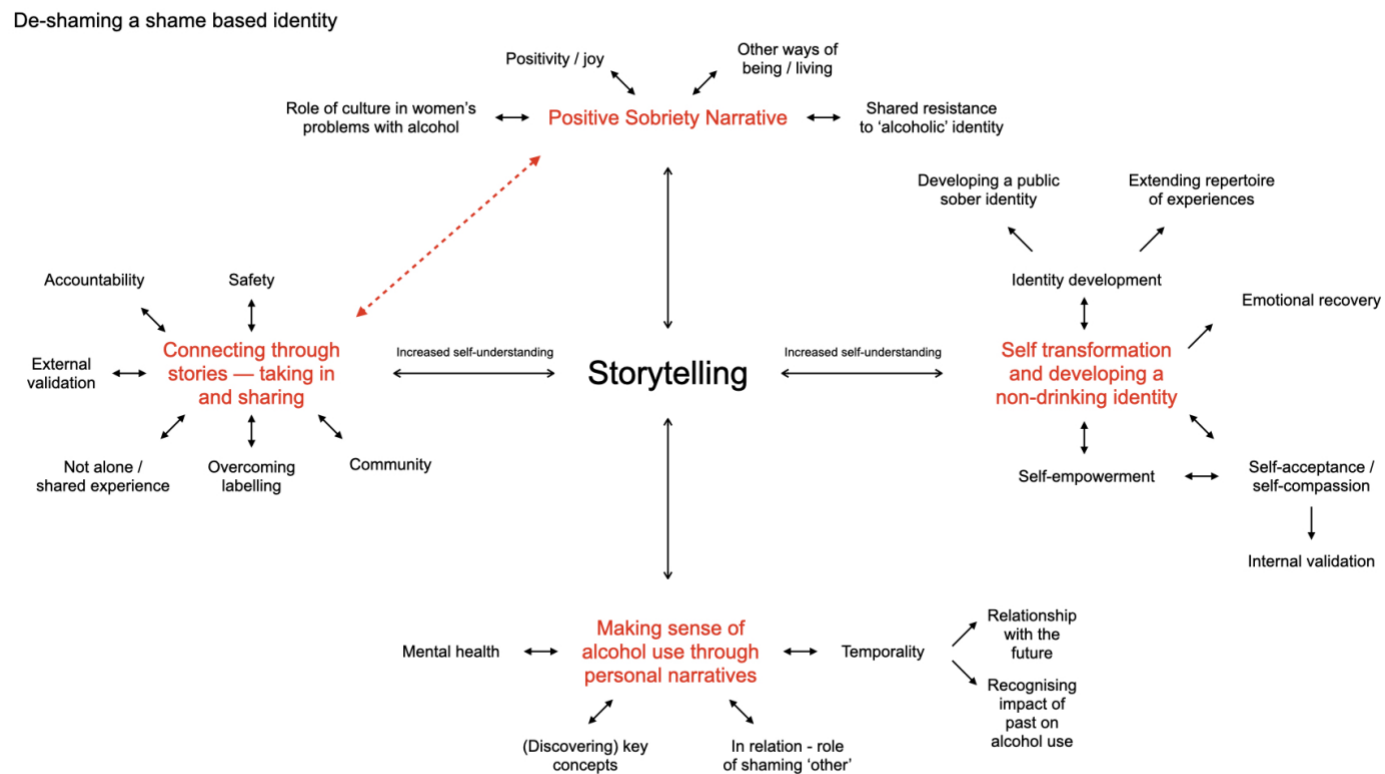 De-shaming a shame based identity
Positivity / joy
Other ways of
being / living
Role of culture in women’s
problems with alcohol
Positive Sobriety Narrative
Shared resistance
to ‘alcoholic’ identity
Developing a public
sober identity
Extending repertoire
of experiences
Accountability
Safety
Identity development
Emotional recovery
External
validation
Connecting through
stories — taking in
and sharing
Increased self-understanding
Storytelling
Increased self-understanding
Self transformation
and developing a
non-drinking identity
Not alone /
shared experience
Overcoming
labelling
Community
Self-empowerment
Self-acceptance /
self-compassion
Internal validation
Mental health
Making sense of
alcohol use through
personal narratives
Temporality
Relationship
with the
future
Recognising
impact of
past on
alcohol use
(Discovering) key
concepts
In relation - role
of shaming ‘other’